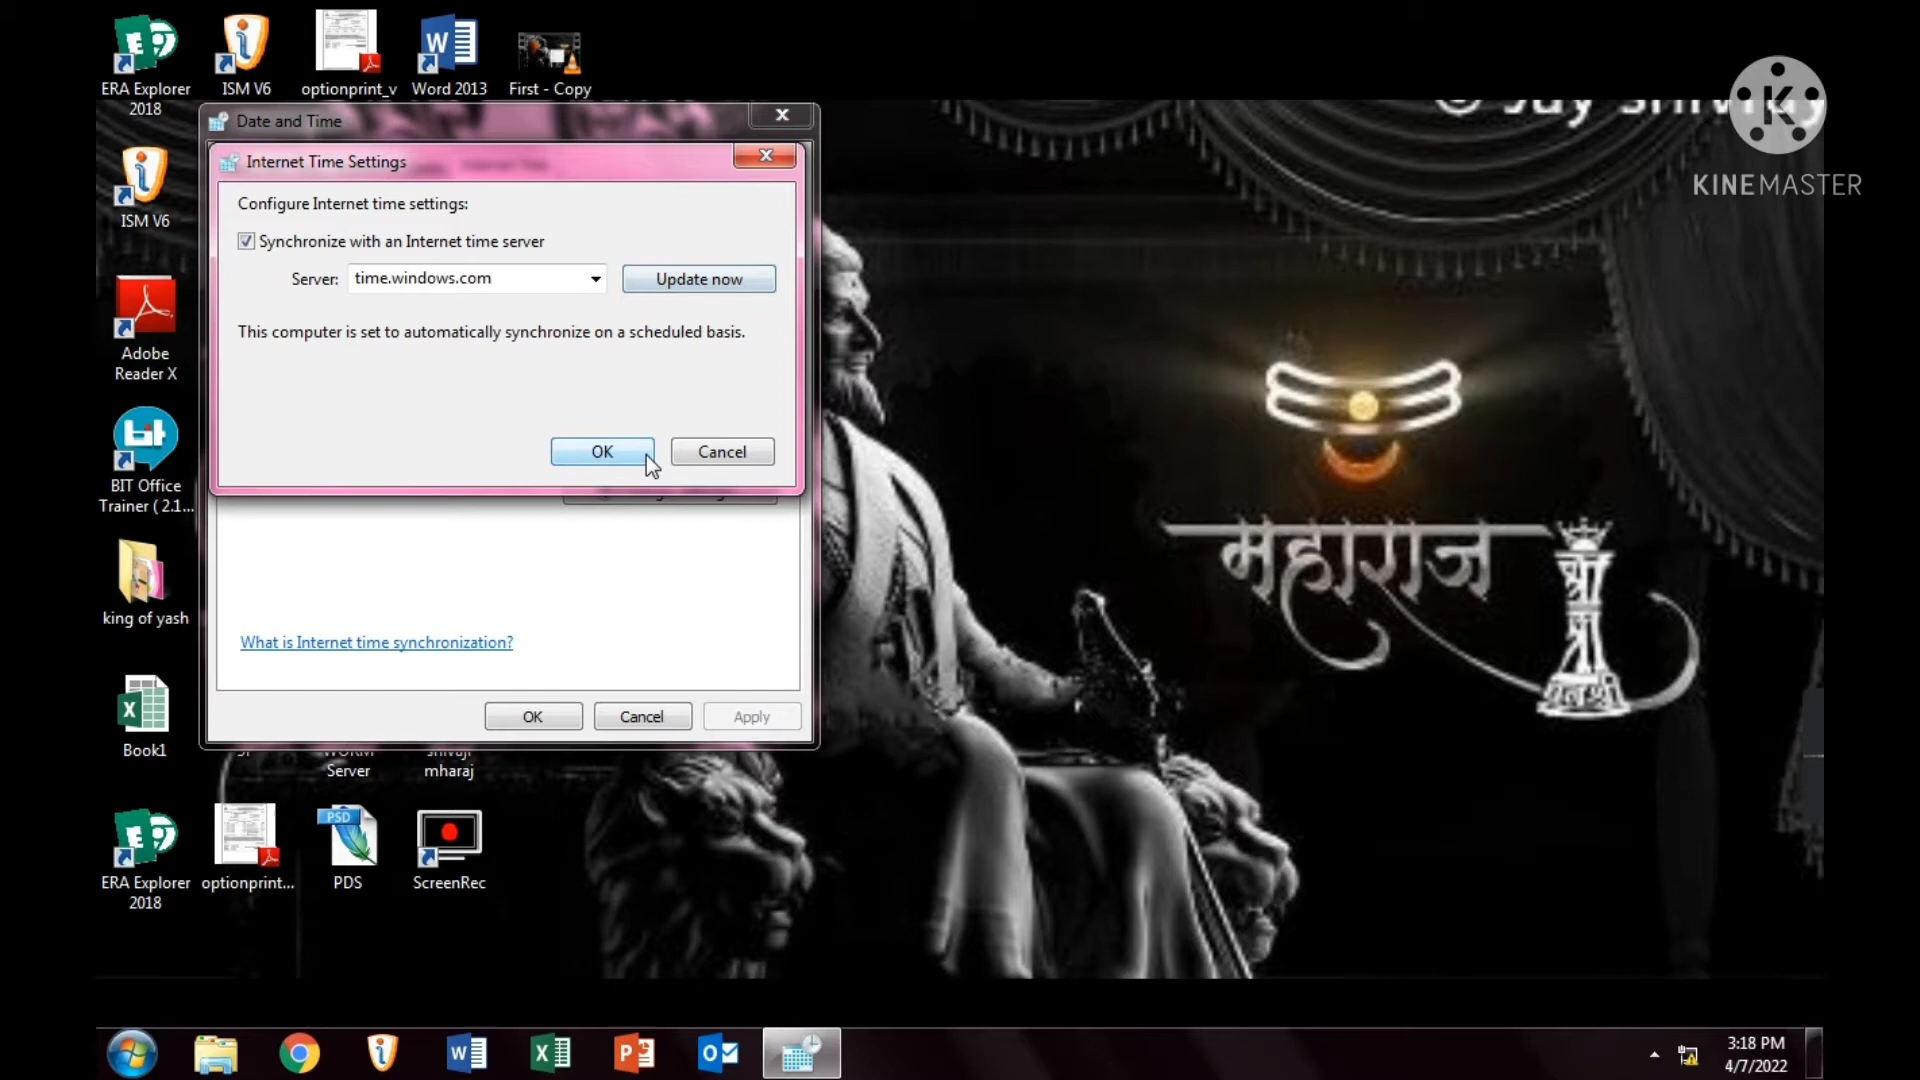 ERA Explorer
2018
ISM V6
optionprint_v
Word 2013
First - Copy
KINEMASTER
Date and Time
Internet Time Settings
Configure Internet time settings:
Synchronize with an Internet time server
Server:
time.windows.com
Update now
This computer is set to automatically synchronize on a scheduled basis.
OK
Cancel
What is Internet time synchronization?
OK
Cancel
Apply
ISM V6
Adobe
Reader X
BIT Office
Trainer ( 2.1...
king of yash
Book1
Server
mharaj
ERA Explorer
2018
optionprint...
PSD
PDS
ScreenRec
महाराज
श्री
3:18 PM
4/7/2022